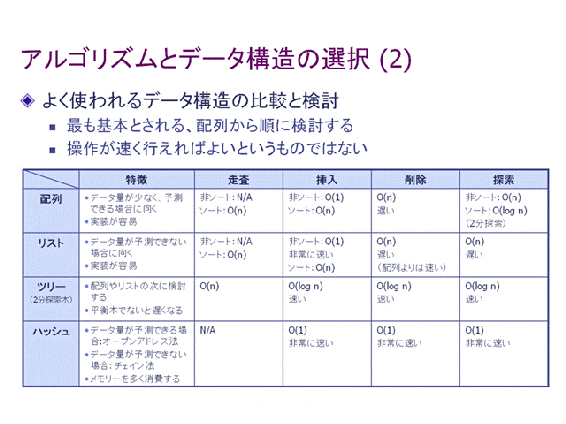 アルゴリズムとデータ構造の選択 (2)
よく使われるデータ構造の比較と検討
最も基本とされる、配列から順に検討する
操作が速く行えればよいというものではない
特徴 走査 挿入 削除 探索
配列
•データ量が少なく、予測
できる場合に向く
•実装が容易
非ソート:N/A
ソート:O(n)
非ソート:O(1)
ソート:O(n)
O(n)
遅い
非ソート:O(n)
ソート:O(log n)
(2分探索)
リスト
•データ量が予測できない
場合に向く
•実装が容易
非ソート:N/A
ソート:O(n)
非ソート:O(1)
非常に速い
ソート:O(n)
O(n)
遅い
(配列よりは速い)
O(n)
遅い
ツリー
(2分探索木)
•配列やリストの次に検討
する
•平衡木でないと遅くなる
O(n)
O(log n)
速い
O(log n)
速い
O(log n)
速い
ハッシュ
•データ量が予測できる場
合:オープンアドレス法
•データ量が予測できない
場合:チェイン法
•メモリーを多く消費する
N/A
O(1)
非常に速い
O(1)
非常に速い
O(1)
非常に速い